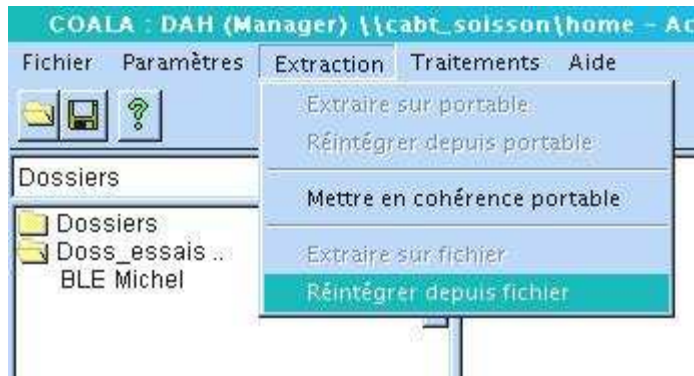 COALA : DAH (Manager) \\cabt_soisson\home - Ac
Fichier Paramètres Extraction Traitements Aide
Extraire sur portable
Réintégrer depuis portable
Mettre en cohérence portable
Extraire sur fichier
Réintégrer depuis fichier
Dossiers
Dossiers
Doss_essais ..
BLE Michel